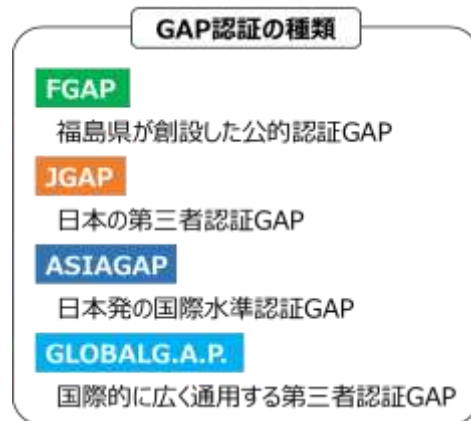 GAP認証の種類
FGAP
福島県が創設した公的認証GAP
JGAP
日本の第三者認証GAP
ASIAGAP
日本発の国際水準認証GAP
GLOBALG.A.P.
国際的に広く通用する第三者認証GAP